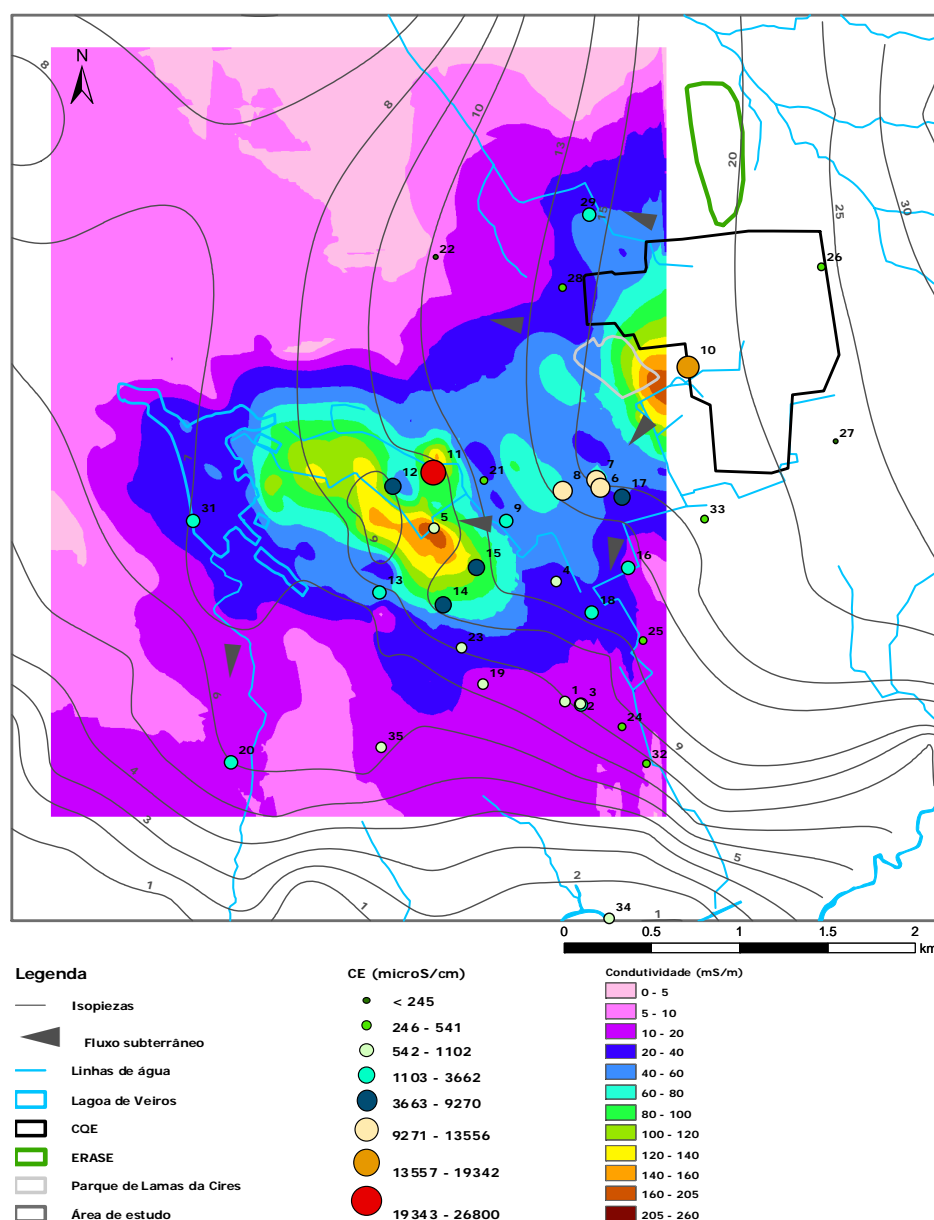 N
8
8
10
13
15
20
25
30
29
26
22
28
10
27
11
12
21
7
8
6
17
33
7
31
6
5
9
15
16
4
13
14
18
25
23
19
1
3
2
24
9
32
6
35
20
4
3
5
1
1
2
34
1
0
0.5
1
1.5
2
km
Legenda
Isopiezas
Fluxo subterrâneo
Linhas de água
Lagoa de Veiros
CQE
ERASE
Parque de Lamas da Cires
Área de estudo
CE (microS/cm)
< 245
246 - 541
542 - 1102
1103 - 3662
3663 - 9270
9271 - 13556
13557 - 19342
19343 - 26800
Condutividade (mS/m)
0 - 5
5 - 10
10 - 20
20 - 40
40 - 60
60 - 80
80 - 100
100 - 120
120 - 140
140 - 160
160 - 205
205 - 260